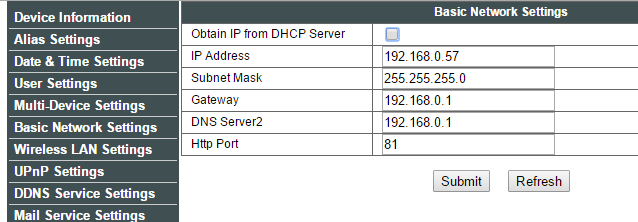 Device Information
Alias Settings
Date & Time Settings
User Settings
Multi-Device Settings
Basic Network Settings
Wireless LAN Settings
UPnP Settings
DDNS Service Settings
Mail Service Settings
Basic Network Settings
Obtain IP from DHCP Server
IP Address 192.168.0.57
Subnet Mask 255.255.255.0
Gateway 192.168.0.1
DNS Server2 192.168.0.1
Http Port 81
Submit Refresh